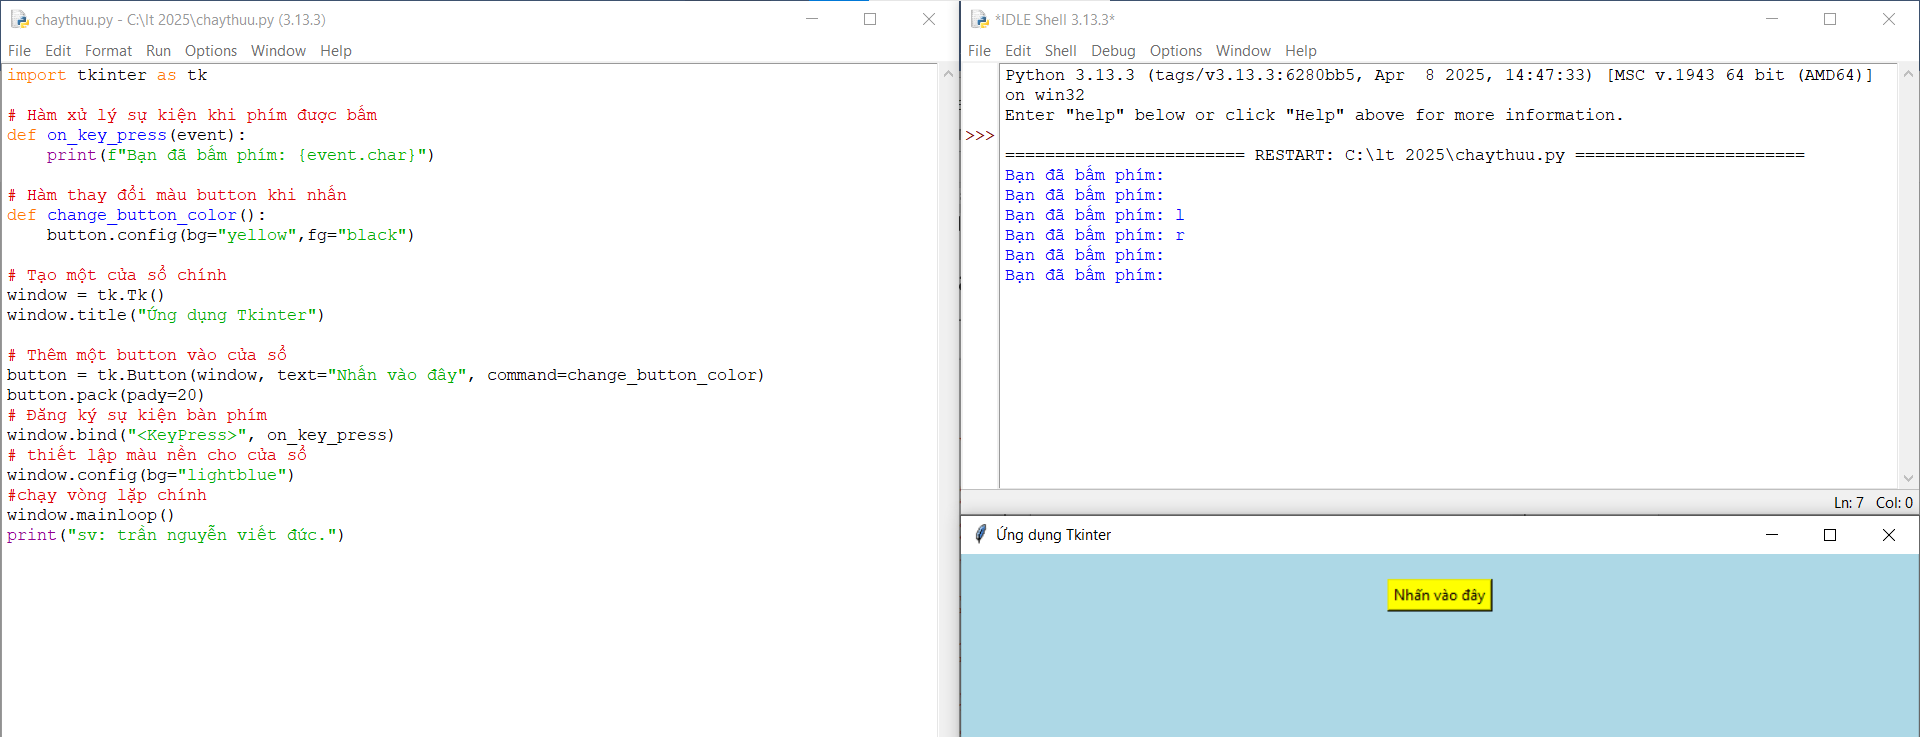 chaythuu.py - C:\lt 2025\chaythuu.py (3.13.3)
File Edit Format Run Options Window Help
import tkinter as tk

# Hàm xử lý sự kiện khi phím được bấm
def on_key_press(event):
    print(f"Bạn đã bấm phím: {event.char}")

# Hàm thay đổi màu button khi nhấn
def change_button_color():
    button.config(bg="yellow",fg="black")

# Tạo một cửa sổ chính
window = tk.Tk()
window.title("Ứng dụng Tkinter")

# Thêm một button vào cửa sổ
button = tk.Button(window, text="Nhấn vào đây", command=change_button_color)
button.pack(pady=20)
# Đăng ký sự kiện bàn phím
window.bind("<KeyPress>", on_key_press)
# thiết lập màu nền cho cửa sổ
window.config(bg="lightblue")
#chạy vòng lặp chính
window.mainloop()
print("sv: trần nguyễn viết đức.")
*IDLE Shell 3.13.3*
File Edit Shell Debug Options Window Help
Python 3.13.3 (tags/v3.13.3:6280bb5, Apr  8 2025, 14:47:33) [MSC v.1943 64 bit (AMD64)]
on win32
Enter "help" below or click "Help" above for more information.
>>>
======================== RESTART: C:\lt 2025\chaythuu.py =======================
Bạn đã bấm phím:
Bạn đã bấm phím:
Bạn đã bấm phím: l
Bạn đã bấm phím: r
Bạn đã bấm phím:
Bạn đã bấm phím:
Ln: 7 Col: 0
Ứng dụng Tkinter
Nhấn vào đây